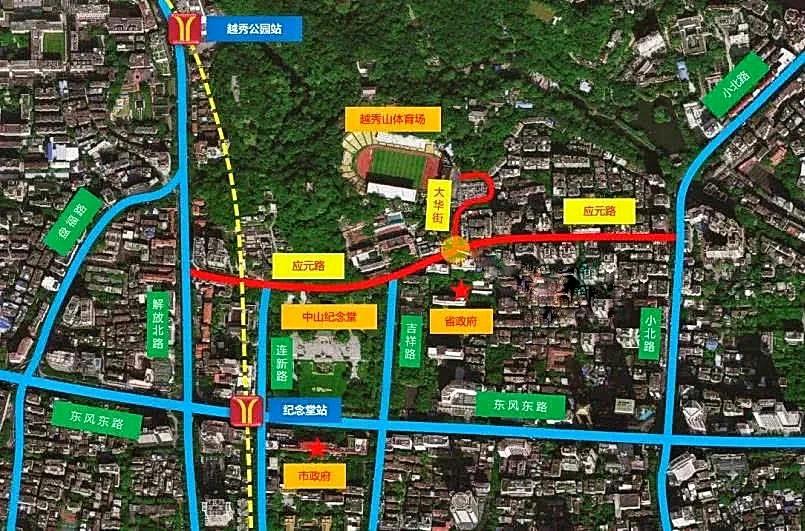 越秀公园站
小北路
越秀山体育场
大华街
应元路
盘福路
应元路
解放北路
中山纪念堂
省政府
吉祥路
小北路
连新路
纪念堂站
东风东路
东风东路
市政府